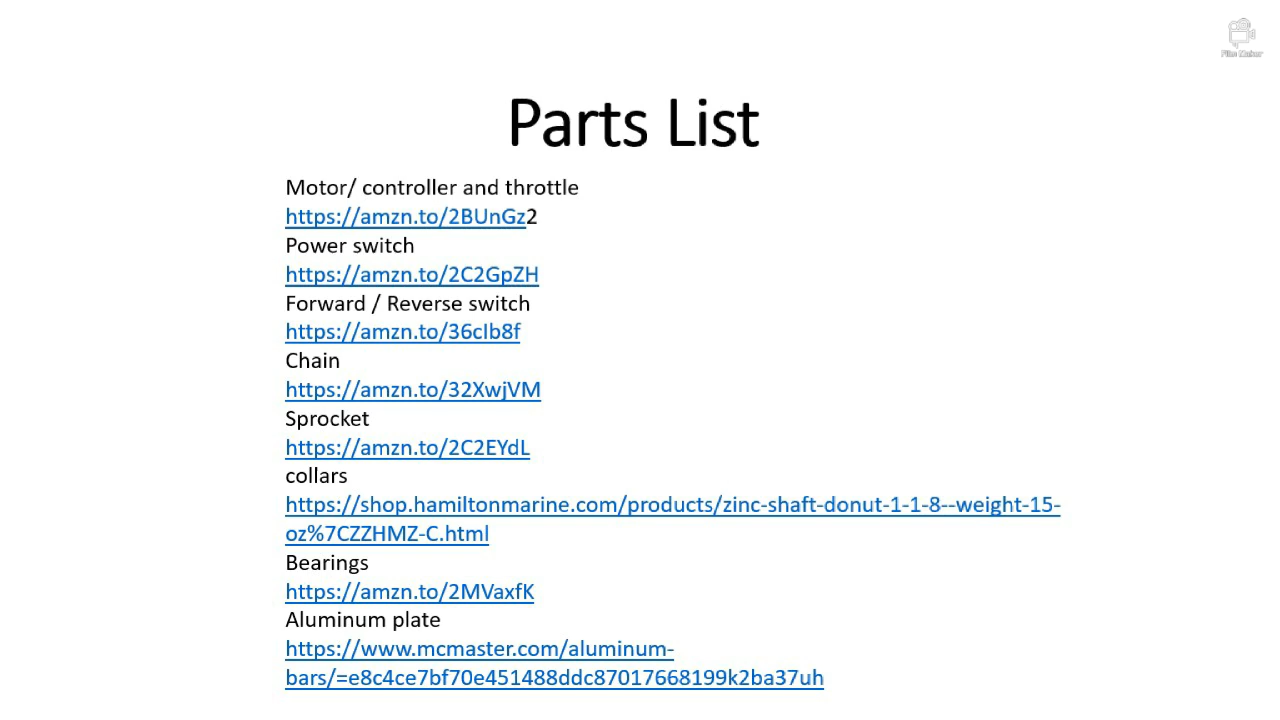 Film Maker
Parts List
Motor/ controller and throttle
https://amzn.to/2BUnGz2
Power switch
https://amzn.to/2C2GpZH
Forward / Reverse switch
https://amzn.to/36cIb8f
Chain
https://amzn.to/32XwjVM
Sprocket
https://amzn.to/2C2EYdL
collars
https://shop.hamiltonmarine.com/products/zinc-shaft-donut-1-1-8--weight-15-
oz%7CZZHMZ-C.html
Bearings
https://amzn.to/2MVaxfK
Aluminum plate
https://www.mcmaster.com/aluminum-
bars/=e8c4ce7bf70e451488ddc87017668199k2ba37uh